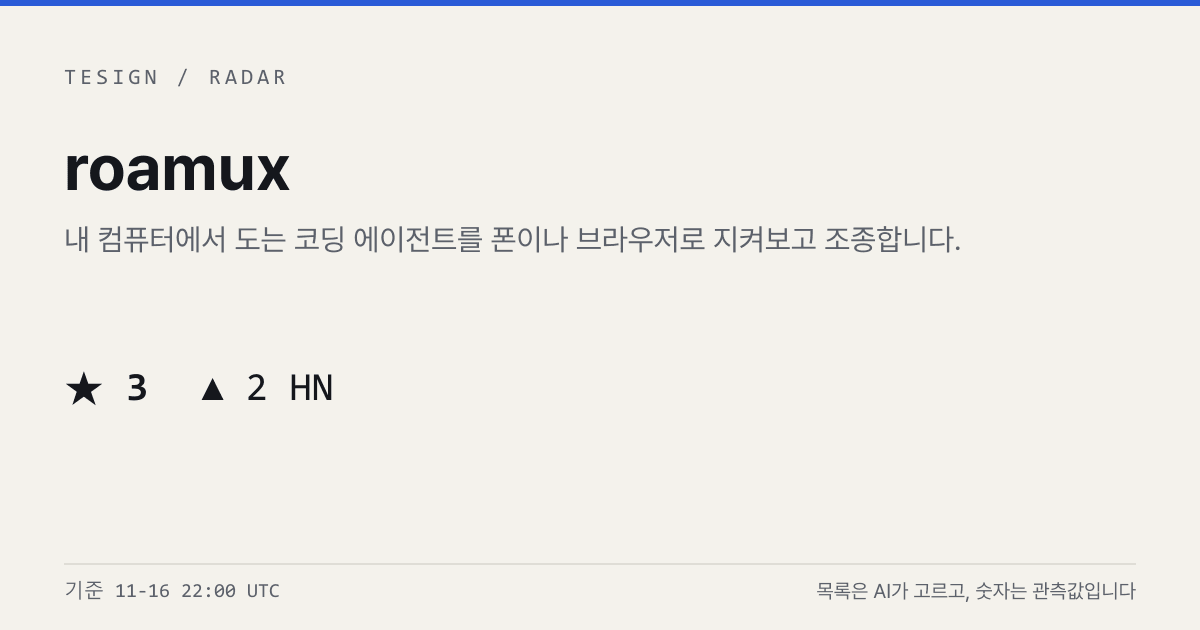 TESIGN / RADAR
roamux
내 컴퓨터에서 도는 코딩 에이전트를 폰이나 브라우저로 지켜보고 조종합니다.
★ 3 ▲ 2 HN
기준 11-16 22:00 UTC
목록은 AI가 고르고, 숫자는 관측값입니다